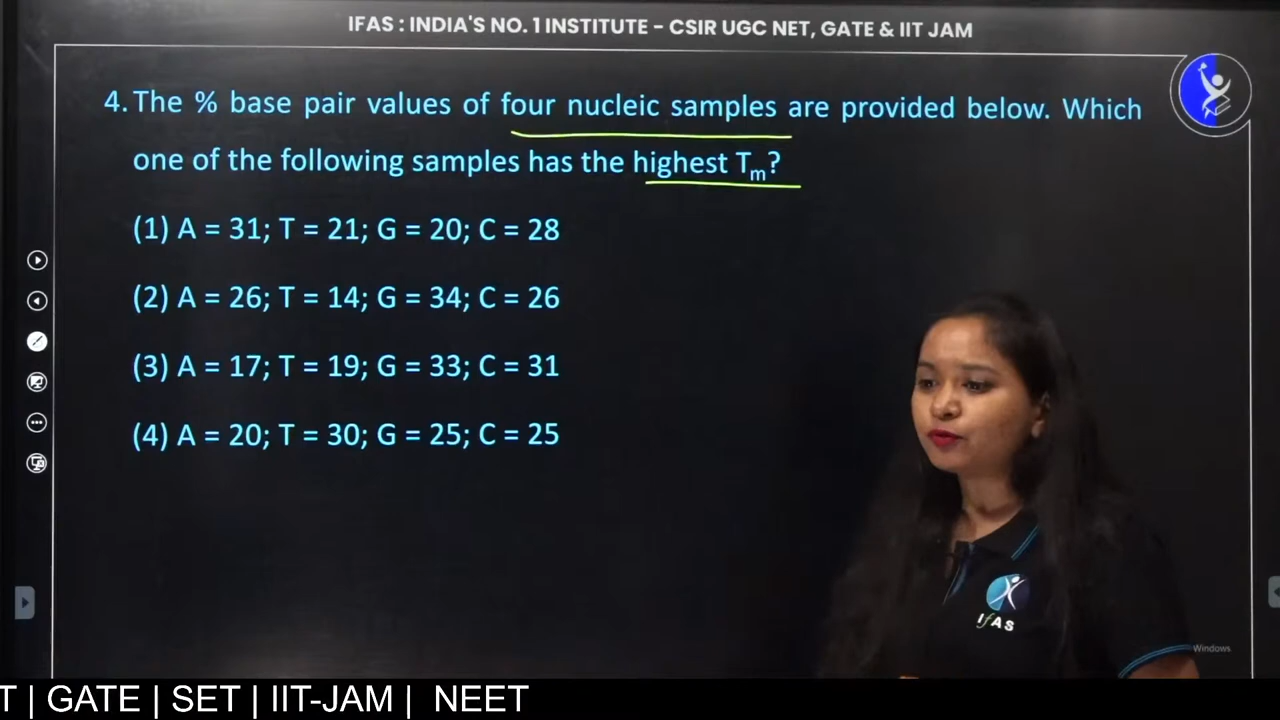 IFAS : INDIA'S NO. 1 INSTITUTE – CSIR UGC NET, GATE & IIT JAM
4. The % base pair values of four nucleic samples are provided below. Which
one of the following samples has the highest Tm?
(1) A = 31; T = 21; G = 20; C = 28
(2) A = 26; T = 14; G = 34; C = 26
(3) A = 17; T = 19; G = 33; C = 31
(4) A = 20; T = 30; G = 25; C = 25
IfAS
Windows
T | GATE | SET | IIT-JAM | NEET